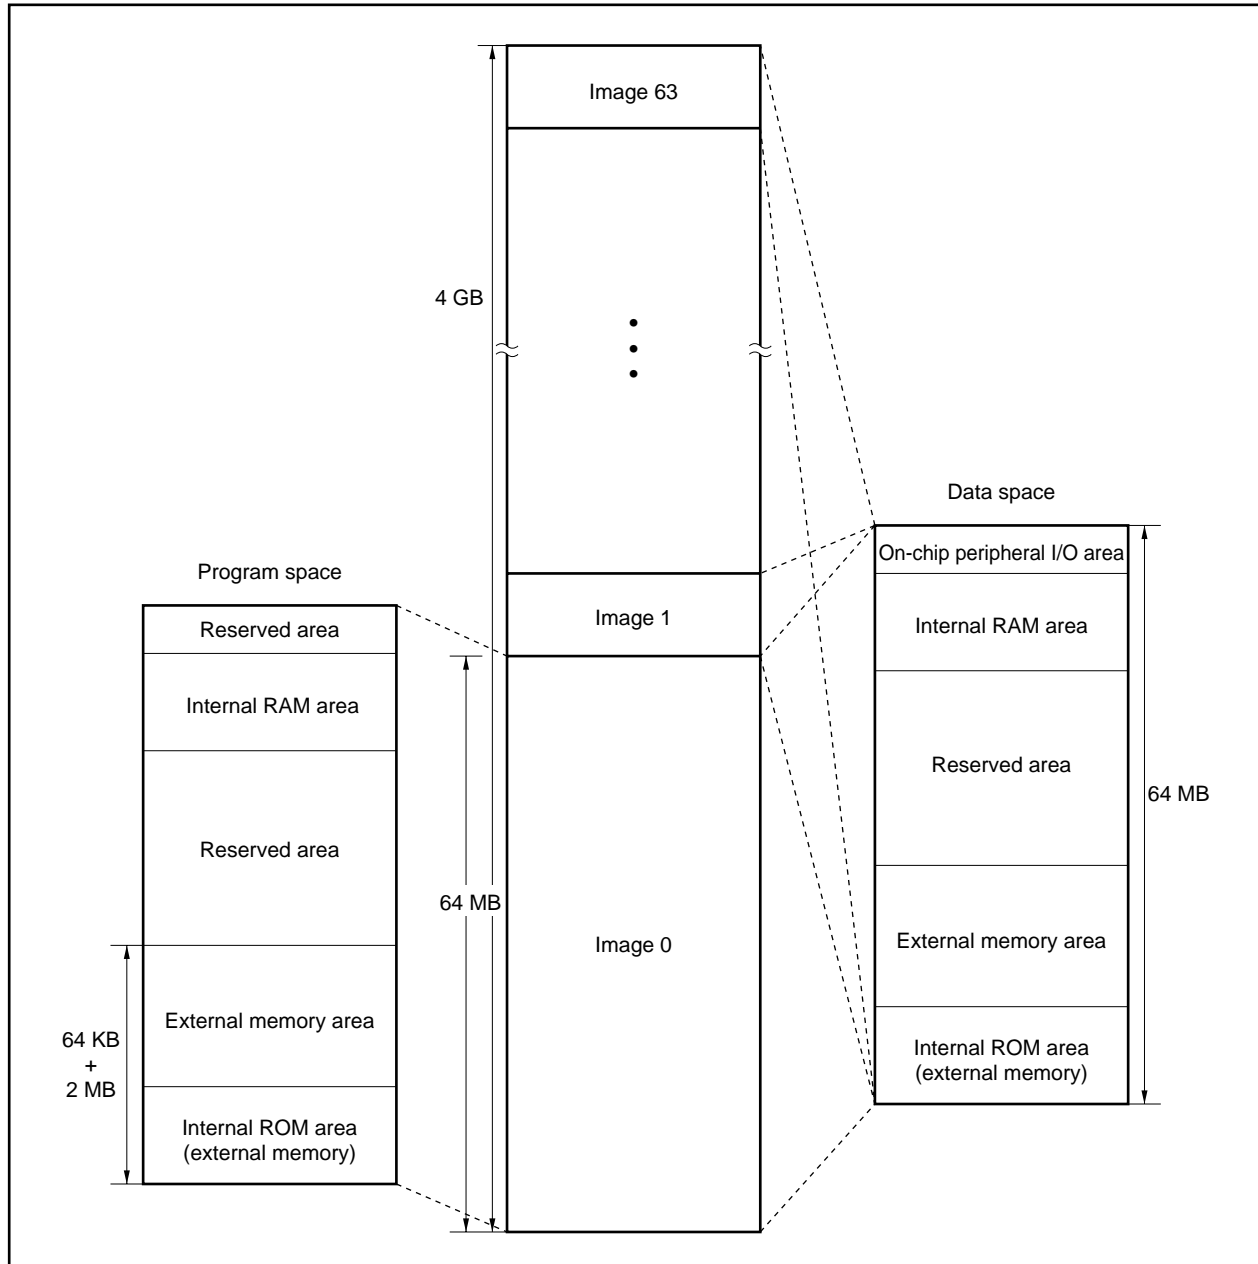 Image 63
4 GB
Data space
On-chip peripheral I/O area
Program space
Reserved area
Image 1
Internal RAM area
Internal RAM area
Reserved area
64 MB
Reserved area
64 MB
Image 0
External memory area
External memory area
64 KB
+
2 MB
Internal ROM area
(external memory)
Internal ROM area
(external memory)